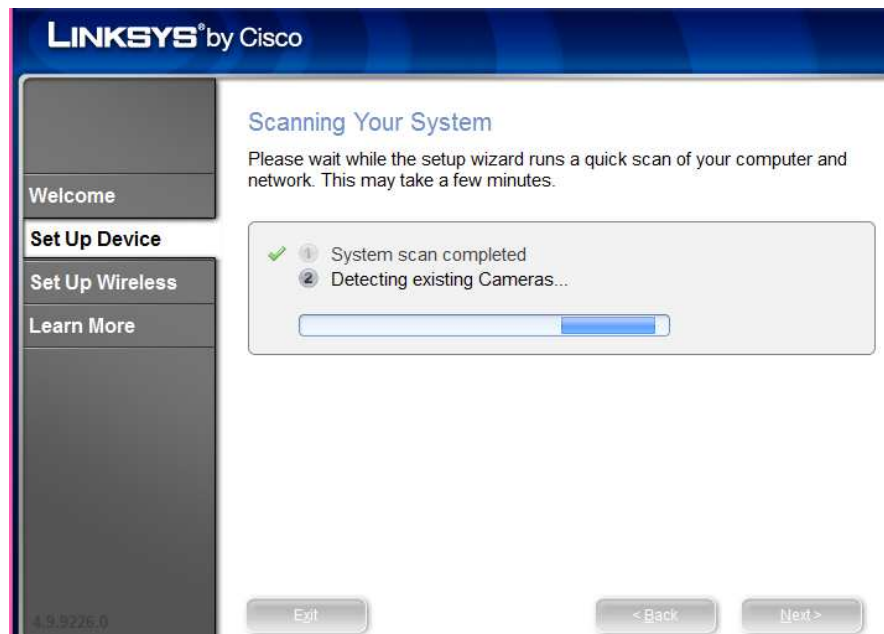 LINKSYS® by Cisco
Welcome
Set Up Device
Set Up Wireless
Learn More
4.9.9226.0
Scanning Your System
Please wait while the setup wizard runs a quick scan of your computer and
network. This may take a few minutes.
1 System scan completed
2 Detecting existing Cameras...
Exit
< Back
Next >